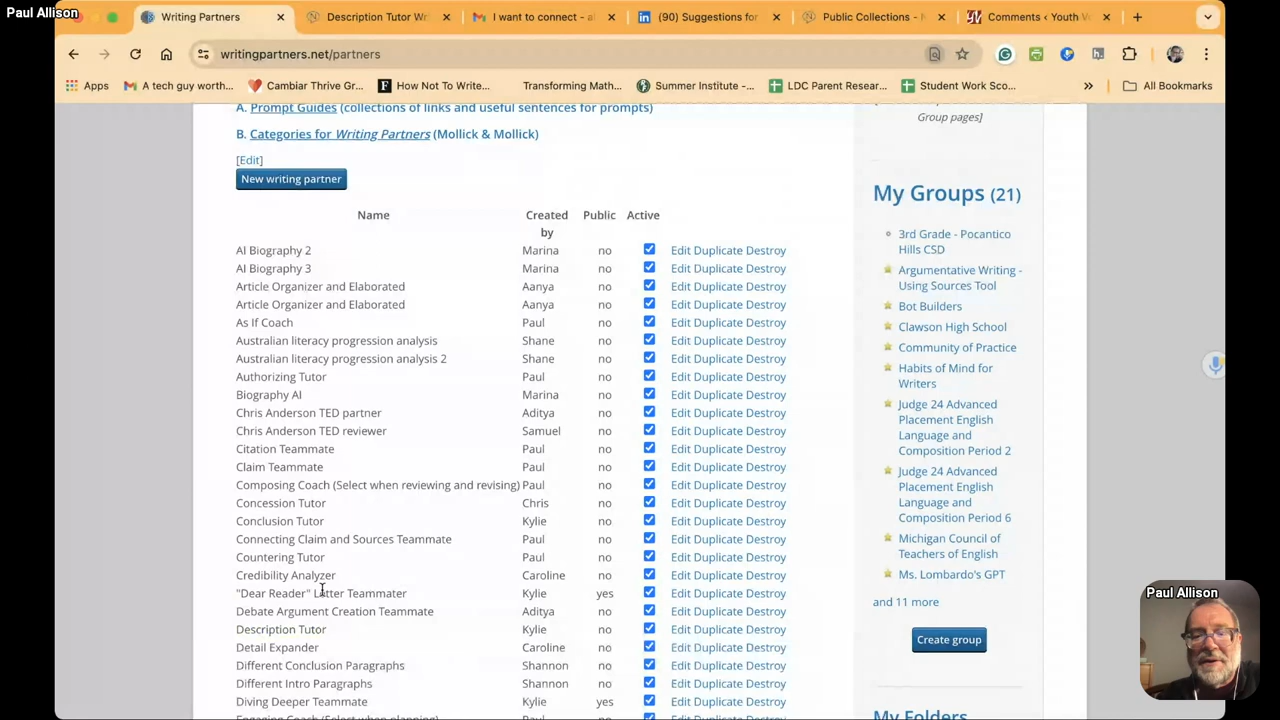 Paul Allison
Writing Partners
Description Tutor Wri
I want to connect - al
(90) Suggestions for
Public Collections - N
Comments ‹ Youth V
writingpartners.net/partners
Apps
A tech guy worth...
Cambiar Thrive Gr...
How Not To Write...
Transforming Math...
Summer Institute -...
LDC Parent Resear...
Student Work Sco...
»
All Bookmarks
A. Prompt Guides (collections of links and useful sentences for prompts)
B. Categories for Writing Partners (Mollick & Mollick)
[Edit]
New writing partner
Name Created by Public Active
AI Biography 2 Marina no Edit Duplicate Destroy
AI Biography 3 Marina no Edit Duplicate Destroy
Article Organizer and Elaborated Aanya no Edit Duplicate Destroy
Article Organizer and Elaborated Aanya no Edit Duplicate Destroy
As If Coach Paul no Edit Duplicate Destroy
Australian literacy progression analysis Shane no Edit Duplicate Destroy
Australian literacy progression analysis 2 Shane no Edit Duplicate Destroy
Authorizing Tutor Paul no Edit Duplicate Destroy
Biography AI Marina no Edit Duplicate Destroy
Chris Anderson TED partner Aditya no Edit Duplicate Destroy
Chris Anderson TED reviewer Samuel no Edit Duplicate Destroy
Citation Teammate Paul no Edit Duplicate Destroy
Claim Teammate Paul no Edit Duplicate Destroy
Composing Coach (Select when reviewing and revising) Paul no Edit Duplicate Destroy
Concession Tutor Chris no Edit Duplicate Destroy
Conclusion Tutor Kylie no Edit Duplicate Destroy
Connecting Claim and Sources Teammate Paul no Edit Duplicate Destroy
Countering Tutor Paul no Edit Duplicate Destroy
Credibility Analyzer Caroline no Edit Duplicate Destroy
"Dear Reader" Letter Teammater Kylie yes Edit Duplicate Destroy
Debate Argument Creation Teammate Aditya no Edit Duplicate Destroy
Description Tutor Kylie no Edit Duplicate Destroy
Detail Expander Caroline no Edit Duplicate Destroy
Different Conclusion Paragraphs Shannon no Edit Duplicate Destroy
Different Intro Paragraphs Shannon no Edit Duplicate Destroy
Diving Deeper Teammate Kylie yes Edit Duplicate Destroy
Engaging Coach (Select when planning) Paul no Edit Duplicate Destroy
Group pages]
My Groups (21)
3rd Grade - Pocantico
Hills CSD
Argumentative Writing -
Using Sources Tool
Bot Builders
Clawson High School
Community of Practice
Habits of Mind for
Writers
Judge 24 Advanced
Placement English
Language and
Composition Period 2
Judge 24 Advanced
Placement English
Language and
Composition Period 6
Michigan Council of
Teachers of English
Ms. Lombardo's GPT
and 11 more
Create group
My Folders
Paul Allison